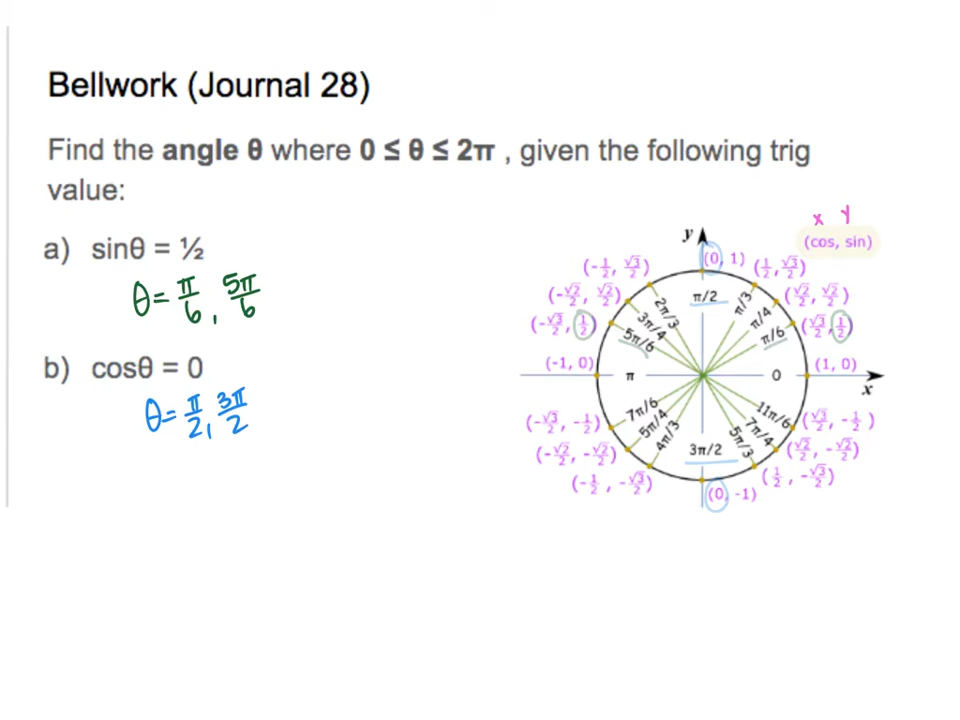 Bellwork (Journal 28)
Find the angle θ where 0 ≤ θ ≤ 2π , given the following trig
value:
a) sinθ = ½
θ = π/6, 5π/6
b) cosθ = 0
θ = π/2, 3π/2
x y
(cos, sin)
y
(0, 1)
(-1/2, √3/2)
(1/2, √3/2)
(-√2/2, √2/2)
(√2/2, √2/2)
(-√3/2, 1/2)
(√3/2, 1/2)
π/2
2π/3
π/3
3π/4
π/4
5π/6
π/6
(-1, 0)
π
0
(1, 0)
x
7π/6
11π/6
5π/4
7π/4
4π/3
5π/3
3π/2
(-√3/2, -1/2)
(√3/2, -1/2)
(-√2/2, -√2/2)
(√2/2, -√2/2)
(-1/2, -√3/2)
(1/2, -√3/2)
(0, -1)